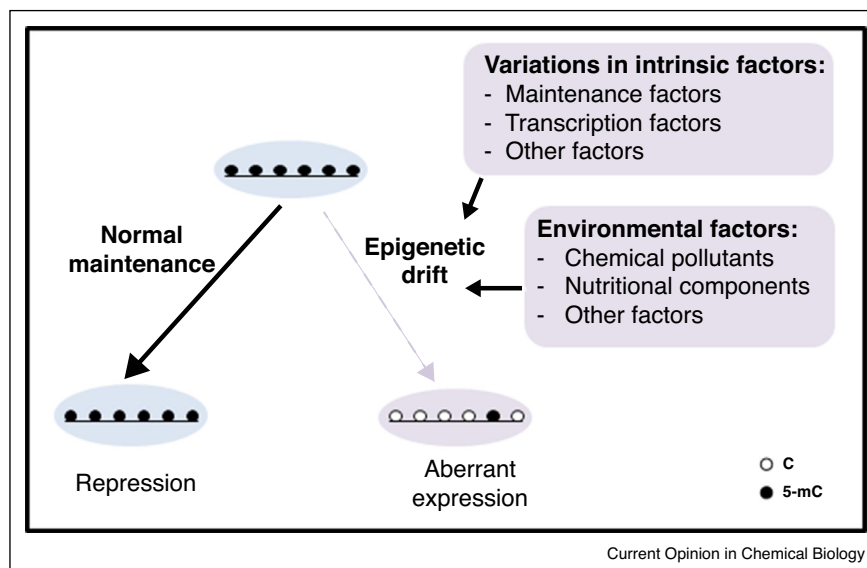 Variations in intrinsic factors:
- Maintenance factors
- Transcription factors
- Other factors
Normal
maintenance
Epigenetic
drift
Environmental factors:
- Chemical pollutants
- Nutritional components
- Other factors
Repression
Aberrant
expression
C
5-mC
Current Opinion in Chemical Biology